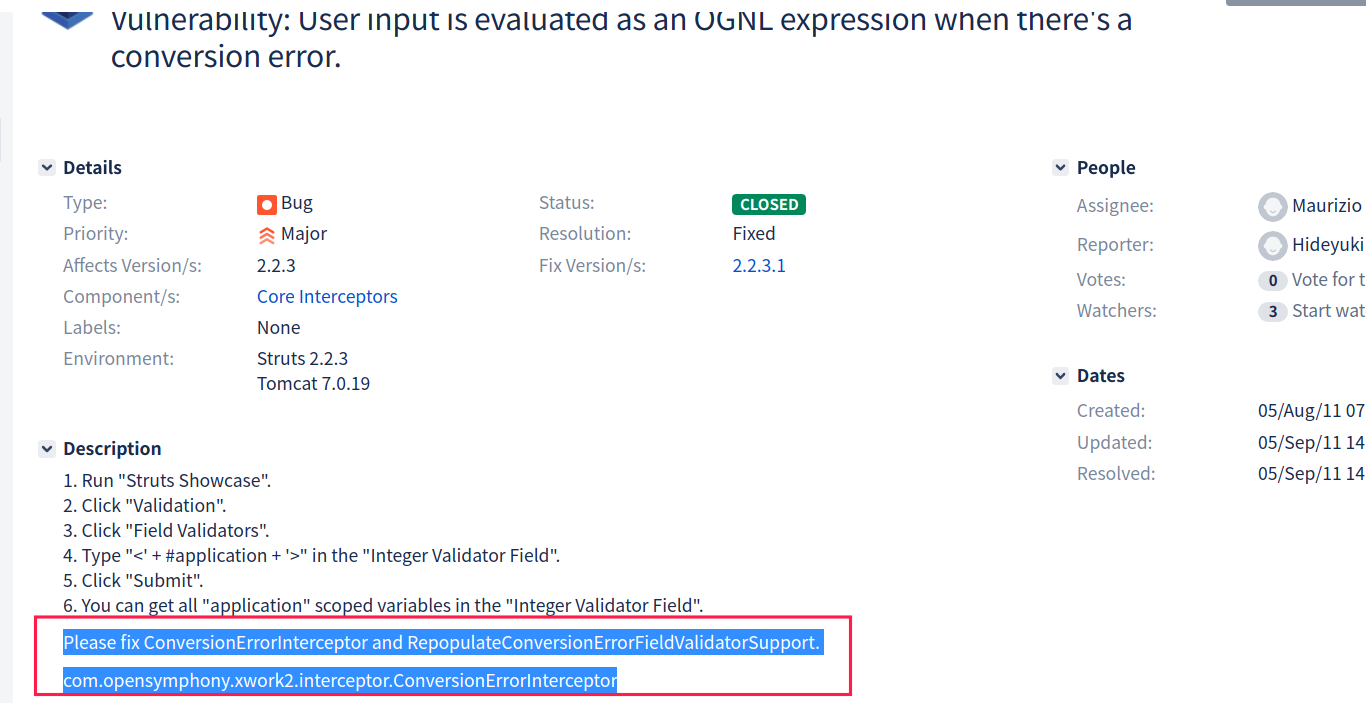 Vulnerability: User input is evaluated as an OGNL expression when there's a
conversion error.
Details
Type: Bug Status: CLOSED
Priority: Major Resolution: Fixed
Affects Version/s: 2.2.3 Fix Version/s: 2.2.3.1
Component/s: Core Interceptors
Labels: None
Environment: Struts 2.2.3
Tomcat 7.0.19
Description
1. Run "Struts Showcase".
2. Click "Validation".
3. Click "Field Validators".
4. Type "<' + #application + '>" in the "Integer Validator Field".
5. Click "Submit".
6. You can get all "application" scoped variables in the "Integer Validator Field".
Please fix ConversionErrorInterceptor and RepopulateConversionErrorFieldValidatorSupport.
com.opensymphony.xwork2.interceptor.ConversionErrorInterceptor
People
Assignee: Maurizio
Reporter: Hideyuki
Votes: 0 Vote for t
Watchers: 3 Start wat
Dates
Created: 05/Aug/11 07
Updated: 05/Sep/11 14
Resolved: 05/Sep/11 14